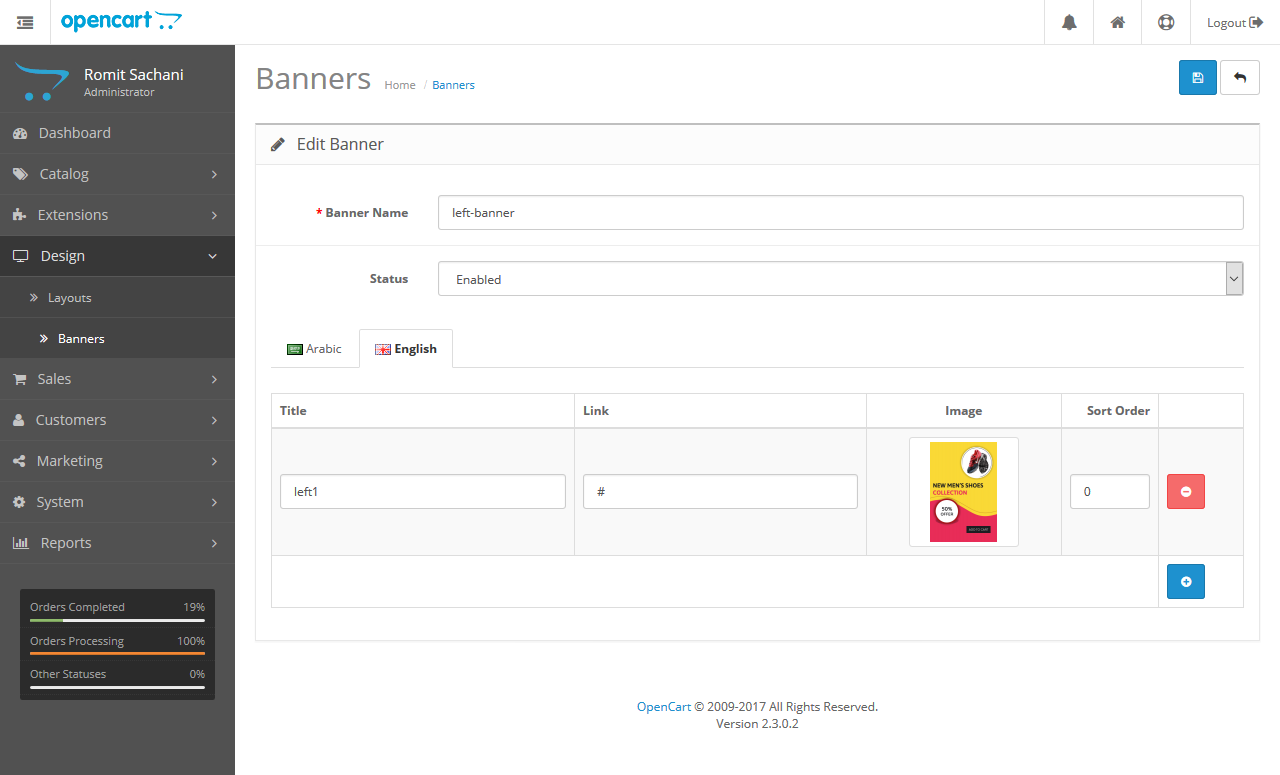 opencart
Logout
Romit Sachani
Administrator
Dashboard
Catalog
Extensions
Design
Layouts
Banners
Sales
Customers
Marketing
System
Reports
Orders Completed 19%
Orders Processing 100%
Other Statuses 0%
Banners Home / Banners
Edit Banner
* Banner Name left-banner
Status Enabled
Arabic English
Title Link Image Sort Order
left1 # 0
NEW MEN'S SHOES
COLLECTION
50%
OFFER
ADD TO CART
OpenCart © 2009-2017 All Rights Reserved.
Version 2.3.0.2